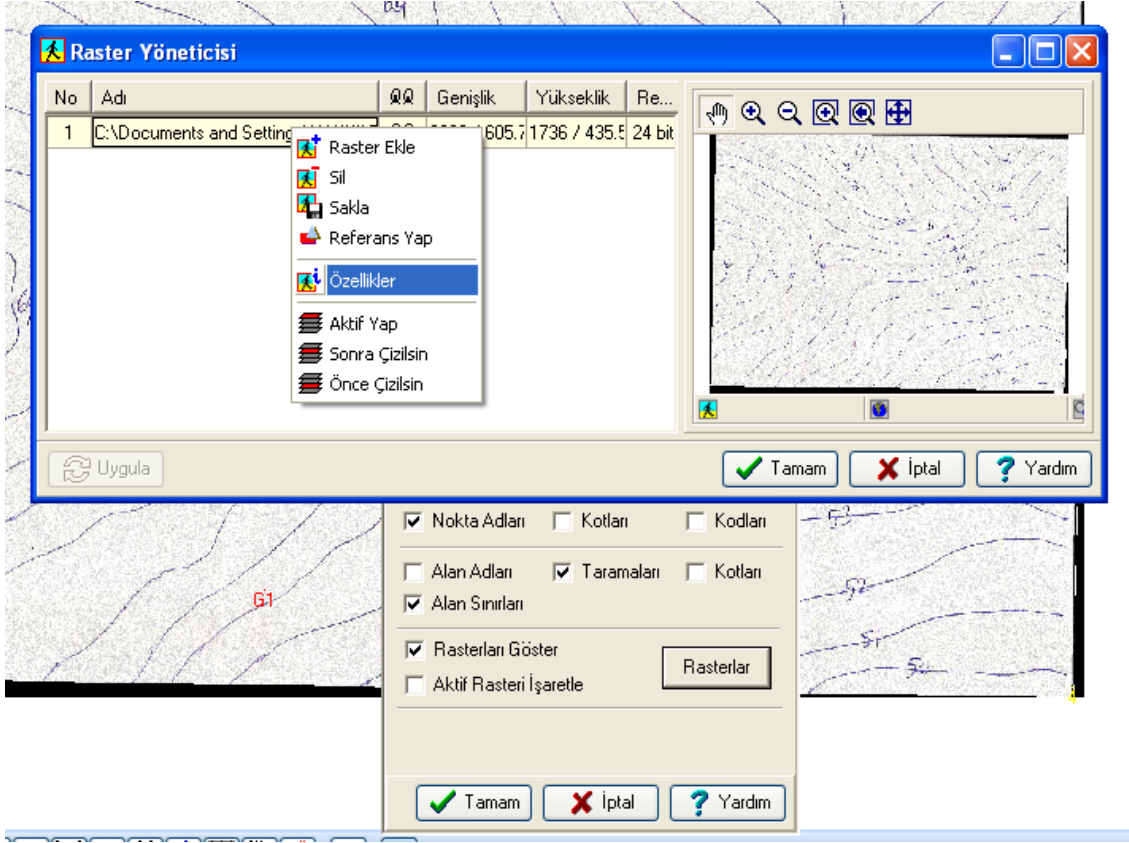 Raster Yöneticisi
No Adı Genişlik Yükseklik Re...
1 C:\Documents and Setting 605.7 1736 / 435.5 24 bit
Raster Ekle
Sil
Sakla
Referans Yap
Özellikler
Aktif Yap
Sonra Çizilsin
Önce Çizilsin
Uygula Tamam İptal Yardım
Nokta Adları Kotları Kodları
Alan Adları Taramaları Kotları
Alan Sınırları
G1
Rasterları Göster
Rasterlar
Aktif Rasteri İşaretle
4
Tamam İptal Yardım